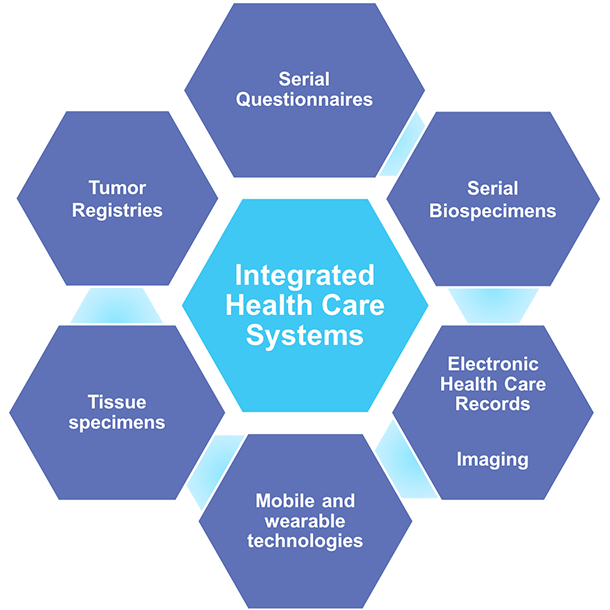 Serial
Questionnaires
Tumor
Registries
Serial
Biospecimens
Integrated
Health Care
Systems
Electronic
Health Care
Records
Imaging
Tissue
specimens
Mobile and
wearable
technologies